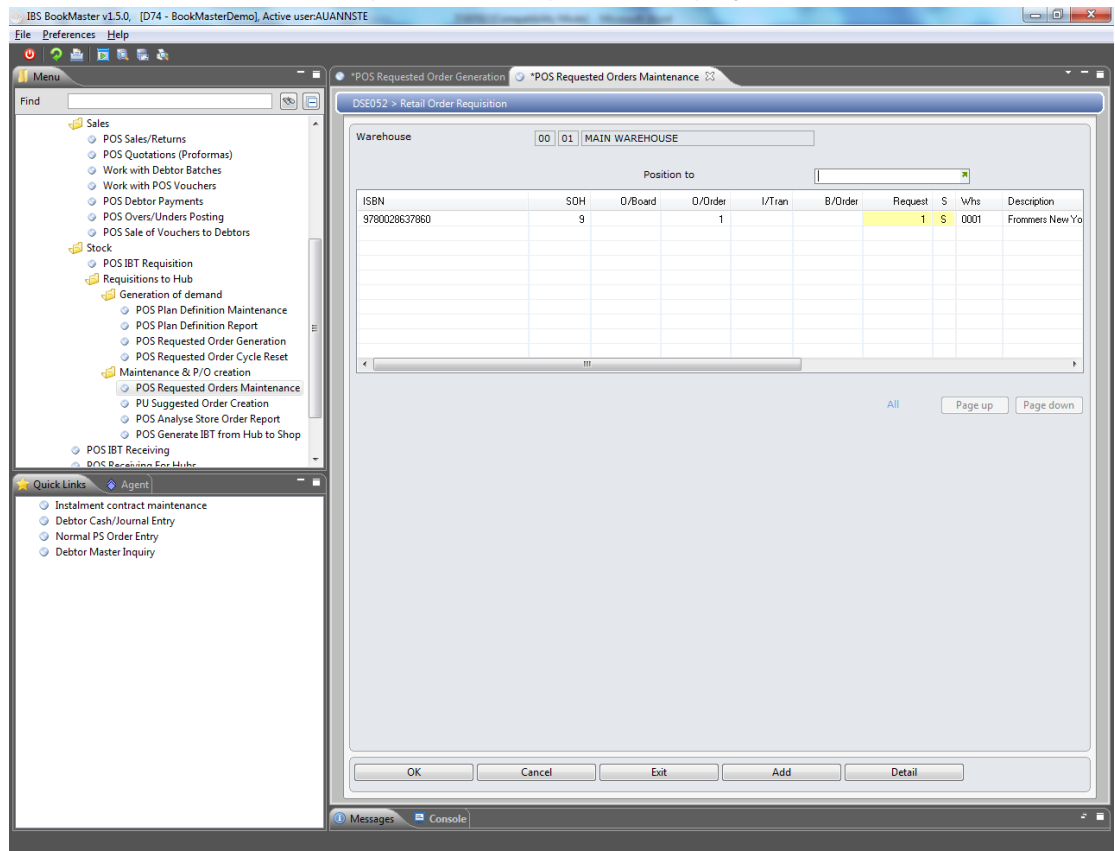 IBS BookMaster v1.5.0, [D74 - BookMasterDemo], Active user:AUANNSTE
File Preferences Help
Menu
Find
Sales
POS Sales/Returns
POS Quotations (Proformas)
Work with Debtor Batches
Work with POS Vouchers
POS Debtor Payments
POS Overs/Unders Posting
POS Sale of Vouchers to Debtors
Stock
POS IBT Requisition
Requisitions to Hub
Generation of demand
POS Plan Definition Maintenance
POS Plan Definition Report
POS Requested Order Generation
POS Requested Order Cycle Reset
Maintenance & P/O creation
POS Requested Orders Maintenance
PU Suggested Order Creation
POS Analyse Store Order Report
POS Generate IBT from Hub to Shop
POS IBT Receiving
POS Receiving For Hubs
Quick Links Agent
Instalment contract maintenance
Debtor Cash/Journal Entry
Normal PS Order Entry
Debtor Master Inquiry
*POS Requested Order Generation *POS Requested Orders Maintenance
DSE052 > Retail Order Requisition
Warehouse 00 01 MAIN WAREHOUSE
Position to
ISBN SOH O/Board O/Order I/Tran B/Order Request S Whs Description
9780028637860 9 1 1 S 0001 Frommers New Yo
All Page up Page down
OK Cancel Exit Add Detail
Messages Console